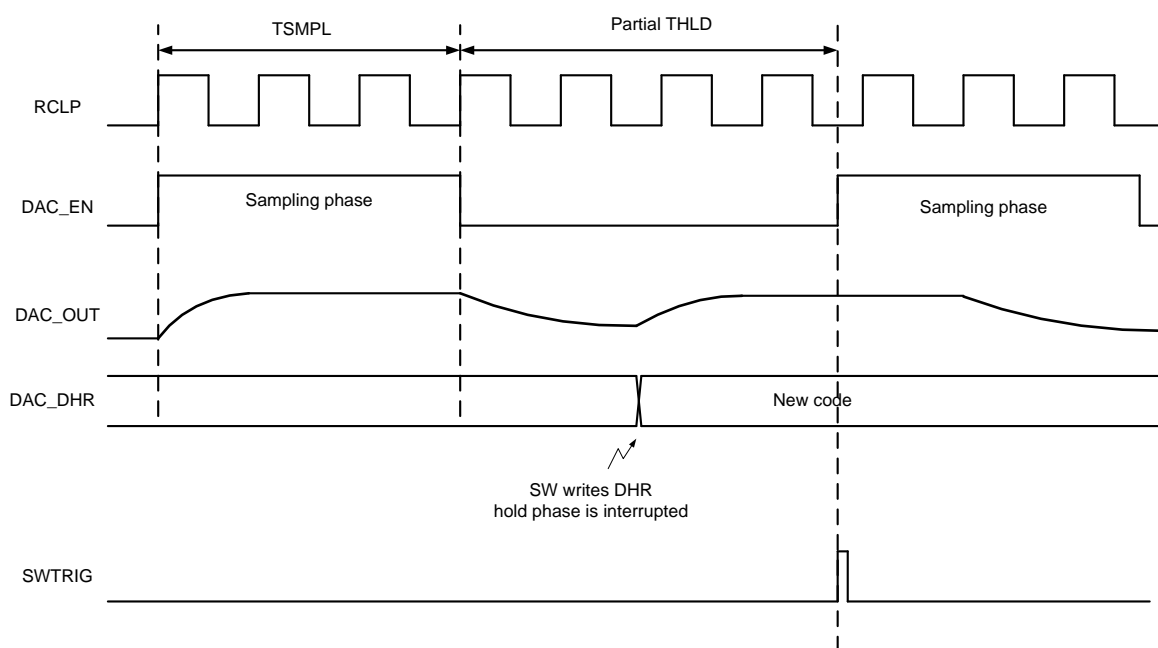 TSMPL
Partial THLD
RCLP
DAC_EN
Sampling phase
Sampling phase
DAC_OUT
DAC_DHR
New code
SW writes DHR
hold phase is interrupted
SWTRIG